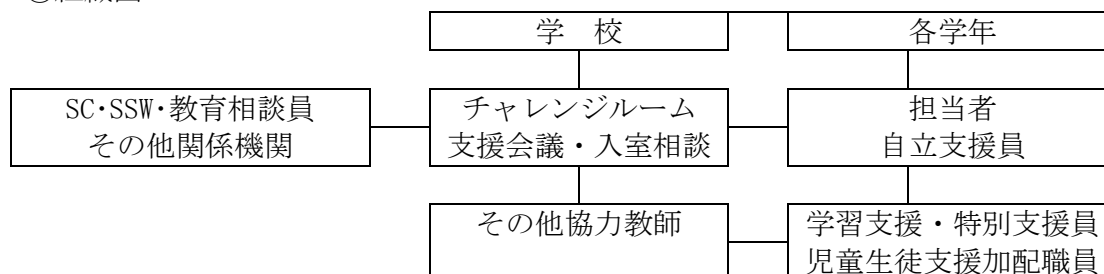 学 校
各学年
SC･SSW･教育相談員
その他関係機関
チャレンジルーム
支援会議・入室相談
担当者
自立支援員
その他協力教師
学習支援・特別支援員
児童生徒支援加配職員